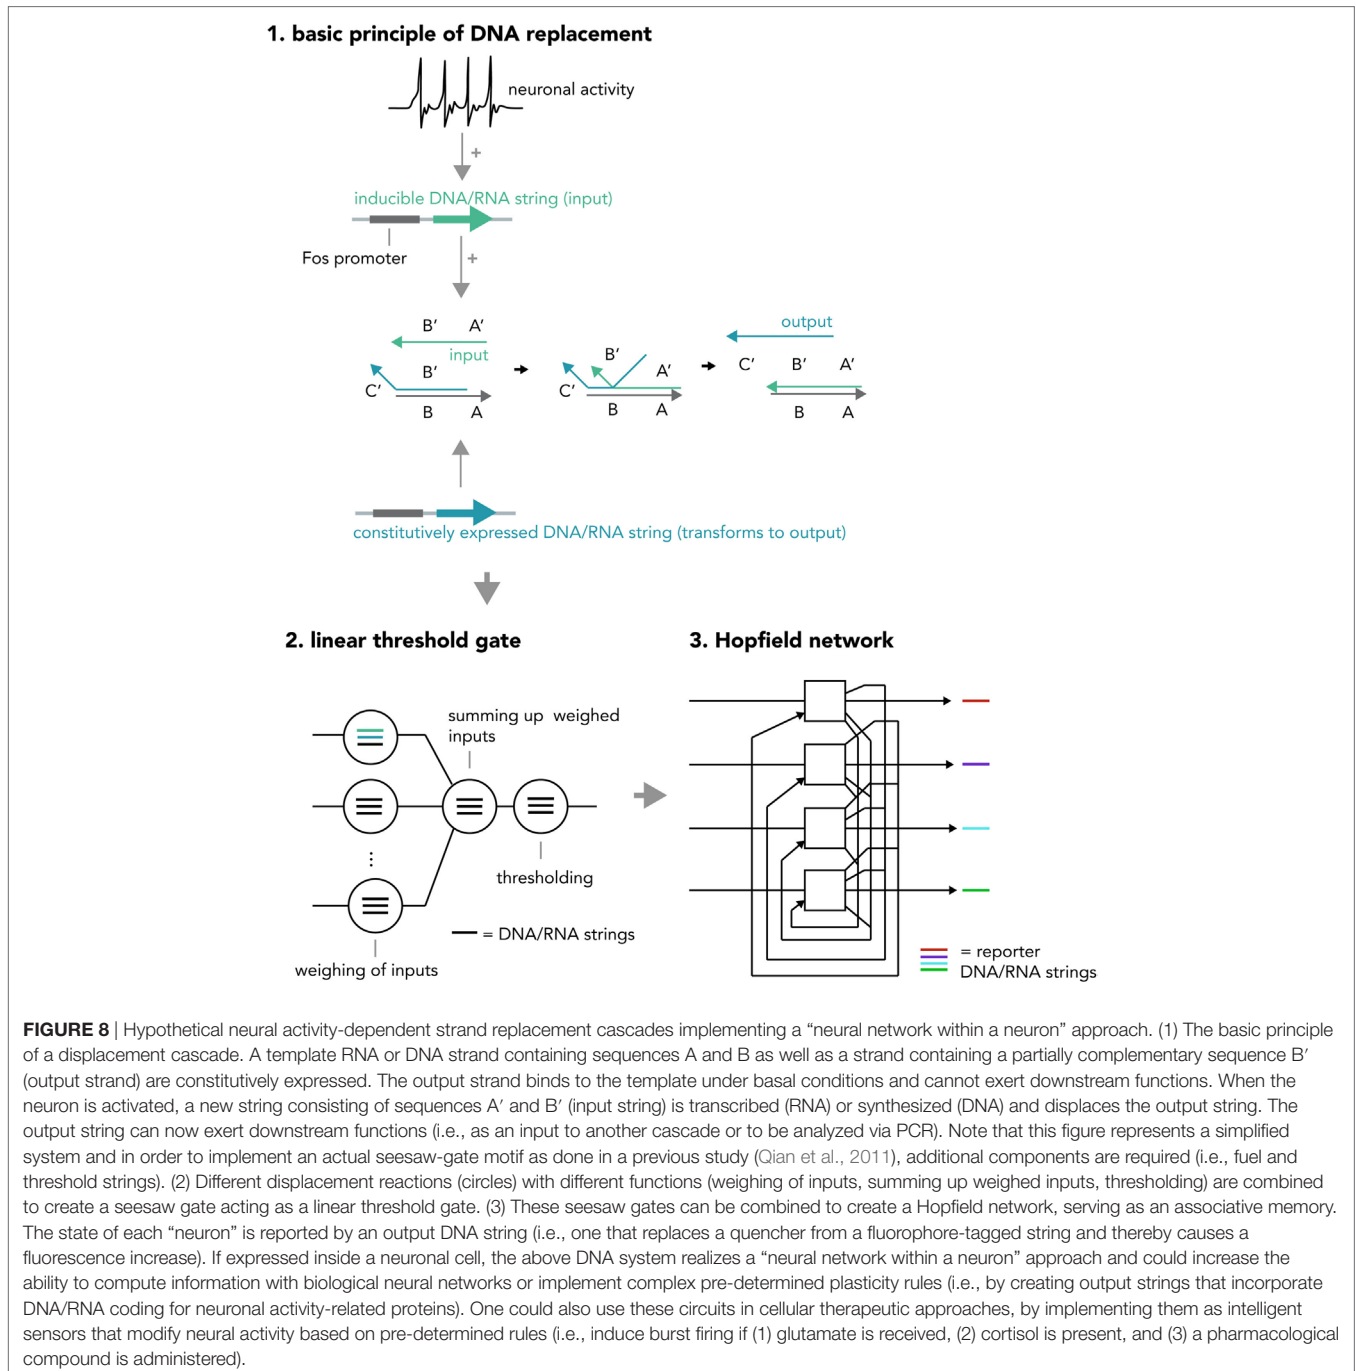 1. basic principle of DNA replacement
neuronal activity
+
inducible DNA/RNA string (input)
Fos promoter
+
B′ A′
input
B′
C′
B A
B′
A′
C′
B A
output
C′ B′ A′
B A
constitutively expressed DNA/RNA string (transforms to output)
2. linear threshold gate
summing up weighed
inputs
⋮
thresholding
= DNA/RNA strings
weighing of inputs
3. Hopfield network
= reporter
DNA/RNA strings
FIGURE 8 | Hypothetical neural activity-dependent strand replacement cascades implementing a “neural network within a neuron” approach. (1) The basic principle
of a displacement cascade. A template RNA or DNA strand containing sequences A and B as well as a strand containing a partially complementary sequence B′
(output strand) are constitutively expressed. The output strand binds to the template under basal conditions and cannot exert downstream functions. When the
neuron is activated, a new string consisting of sequences A′ and B′ (input string) is transcribed (RNA) or synthesized (DNA) and displaces the output string. The
output string can now exert downstream functions (i.e., as an input to another cascade or to be analyzed via PCR). Note that this figure represents a simplified
system and in order to implement an actual seesaw-gate motif as done in a previous study (Qian et al., 2011), additional components are required (i.e., fuel and
threshold strings). (2) Different displacement reactions (circles) with different functions (weighing of inputs, summing up weighed inputs, thresholding) are combined
to create a seesaw gate acting as a linear threshold gate. (3) These seesaw gates can be combined to create a Hopfield network, serving as an associative memory.
The state of each “neuron” is reported by an output DNA string (i.e., one that replaces a quencher from a fluorophore-tagged string and thereby causes a
fluorescence increase). If expressed inside a neuronal cell, the above DNA system realizes a “neural network within a neuron” approach and could increase the
ability to compute information with biological neural networks or implement complex pre-determined plasticity rules (i.e., by creating output strings that incorporate
DNA/RNA coding for neuronal activity-related proteins). One could also use these circuits in cellular therapeutic approaches, by implementing them as intelligent
sensors that modify neural activity based on pre-determined rules (i.e., induce burst firing if (1) glutamate is received, (2) cortisol is present, and (3) a pharmacological
compound is administered).